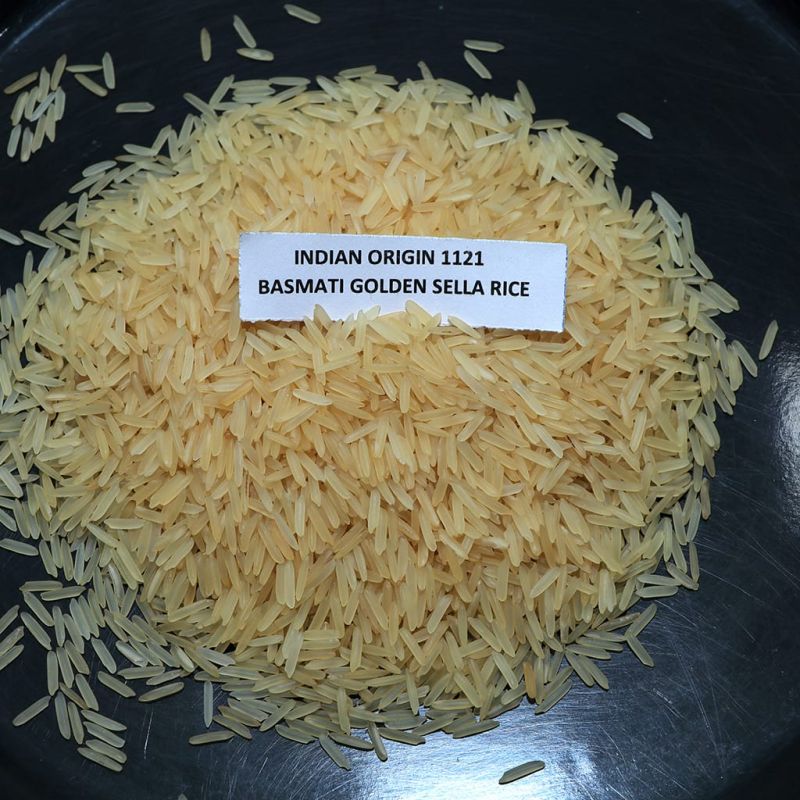 INDIAN ORIGIN 1121
BASMATI GOLDEN SELLA RICE